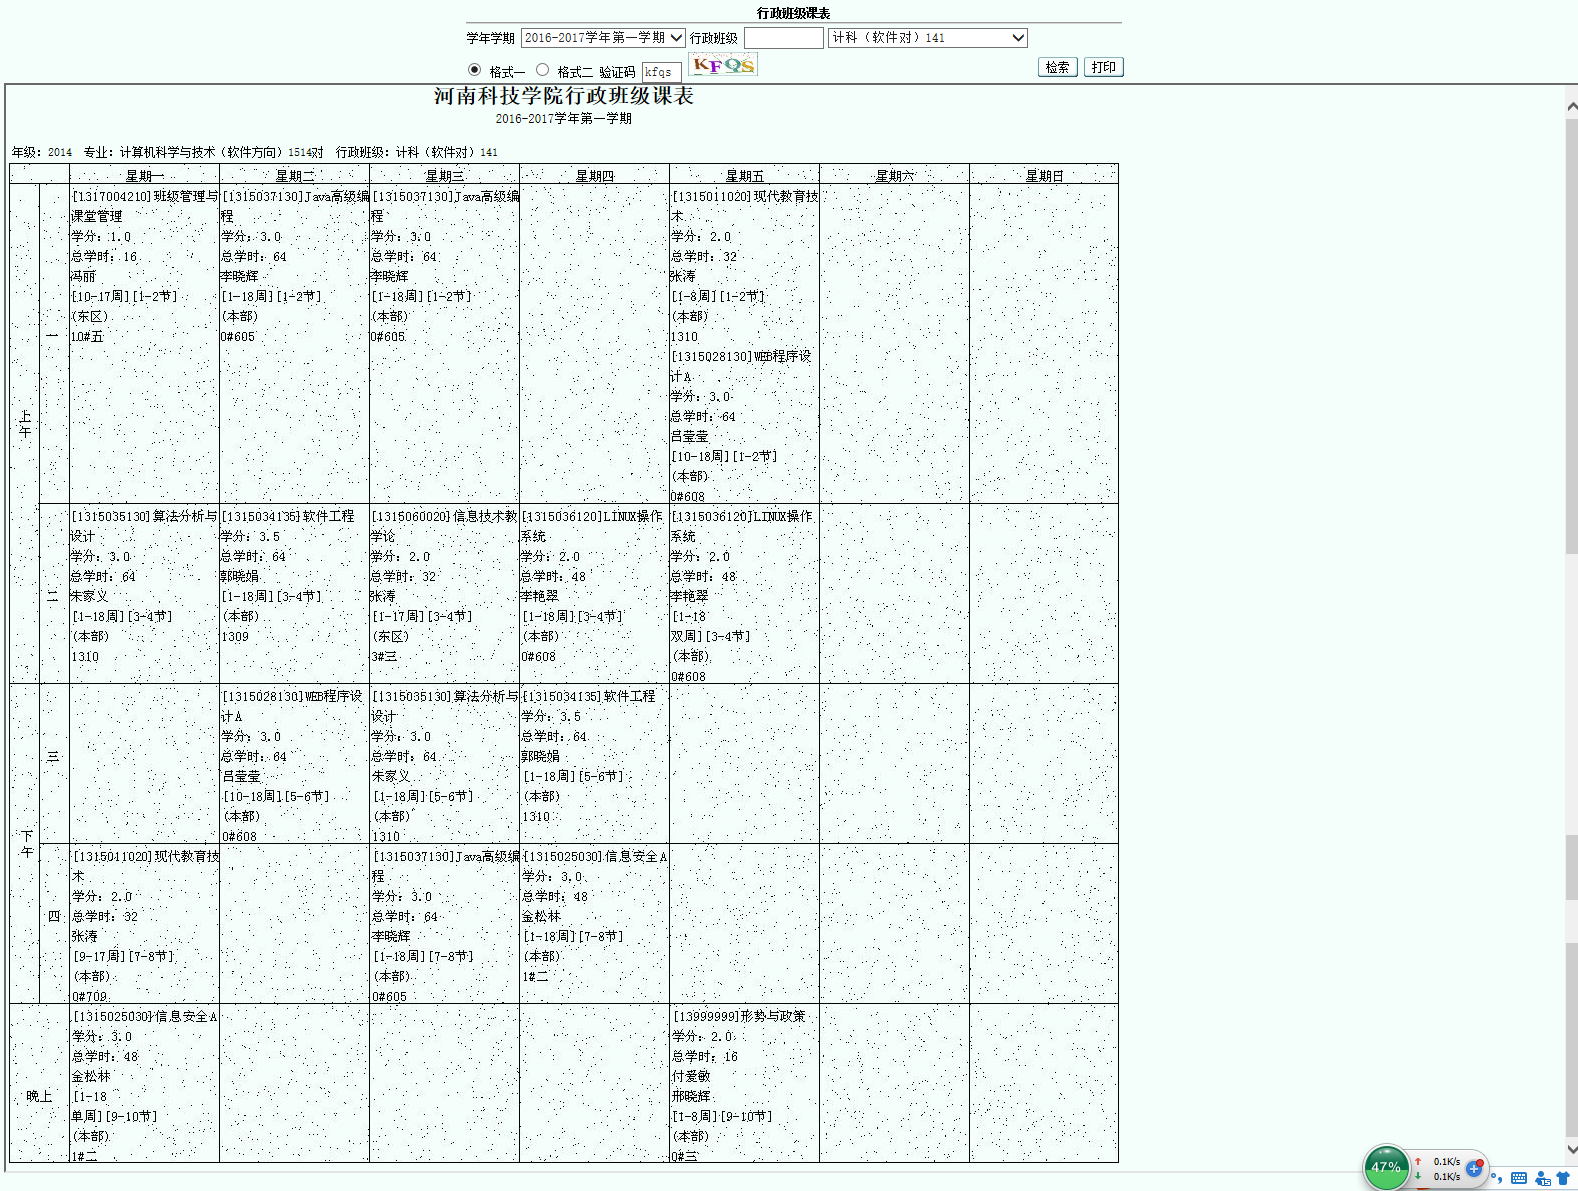 行政班级课表
学年学期 2016-2017学年第一学期 行政班级 计科（软件对）141
格式一 格式二 验证码 kfqs KFQS 检索 打印
河南科技学院行政班级课表
2016-2017学年第一学期
年级：2014 专业：计算机科学与技术（软件方向）1514对 行政班级：计科（软件对）141
星期一 星期二 星期三 星期四 星期五 星期六 星期日
上午
一
[1317004210]班级管理与
课堂管理
学分：1.0
总学时：16
冯丽
[10-17周][1-2节]
(东区)
10#五
[1315037130]Java高级编
程
学分：3.0
总学时：64
李晓辉
[1-18周][1-2节]
(本部)
0#605
[1315037130]Java高级编
程
学分：3.0
总学时：64
李晓辉
[1-18周][1-2节]
(本部)
0#605
[1315011020]现代教育技
术
学分：2.0
总学时：32
张涛
[1-8周][1-2节]
(本部)
1310
[1315028130]WEB程序设
计A
学分：3.0
总学时：64
吕莹莹
[10-18周][1-2节]
(本部)
0#608
二
[1315035130]算法分析与
设计
学分：3.0
总学时：64
朱家义
[1-18周][3-4节]
(本部)
1310
[1315034135]软件工程
学分：3.5
总学时：64
郭晓娟
[1-18周][3-4节]
(本部)
1309
[1315060020]信息技术教
学论
学分：2.0
总学时：32
张涛
[1-17周][3-4节]
(东区)
3#三
[1315036120]LINUX操作
系统
学分：2.0
总学时：48
李艳翠
[1-18周][3-4节]
(本部)
0#608
[1315036120]LINUX操作
系统
学分：2.0
总学时：48
李艳翠
[1-18
双周][3-4节]
(本部)
0#608
下午
三
[1315028130]WEB程序设
计A
学分：3.0
总学时：64
吕莹莹
[10-18周][5-6节]
(本部)
0#608
[1315035130]算法分析与
设计
学分：3.0
总学时：64
朱家义
[1-18周][5-6节]
(本部)
1310
[1315034135]软件工程
学分：3.5
总学时：64
郭晓娟
[1-18周][5-6节]
(本部)
1310
四
[1315011020]现代教育技
术
学分：2.0
总学时：32
张涛
[9-17周][7-8节]
(本部)
0#709
[1315037130]Java高级编
程
学分：3.0
总学时：64
李晓辉
[1-18周][7-8节]
(本部)
0#605
[1315025030]信息安全A
学分：3.0
总学时：48
金松林
[1-18周][7-8节]
(本部)
1#二
晚上
[1315025030]信息安全A
学分：3.0
总学时：48
金松林
[1-18
单周][9-10节]
(本部)
1#二
[13999999]形势与政策
学分：2.0
总学时：16
付爱敏
邢晓辉
[1-8周][9-10节]
(本部)
0#三
47% 0.1K/s
0.1K/s